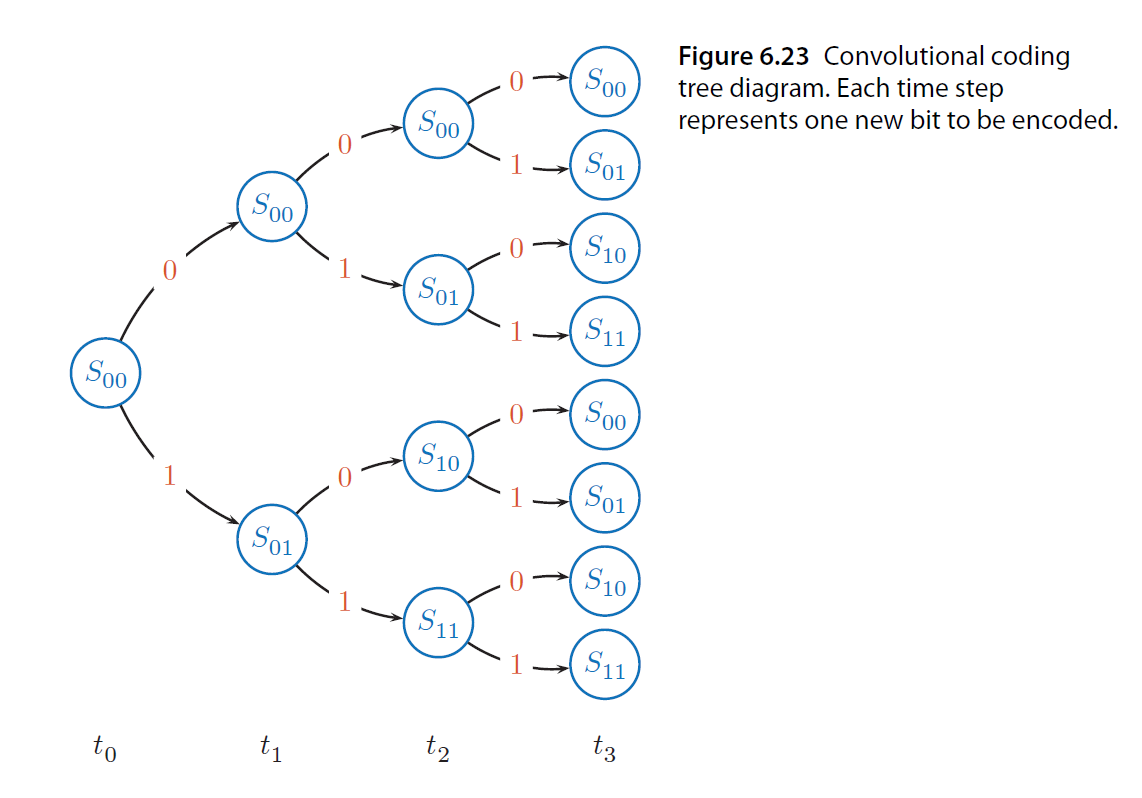 Figure 6.23 Convolutional coding
tree diagram. Each time step
represents one new bit to be encoded.
S00
0
S00
0
S00
1
S01
0
S00
1
0
S10
1
S01
1
S11
S00
0
S00
1
0
S10
1
S01
S01
1
0
S10
S11
1
S11
t0 t1 t2 t3